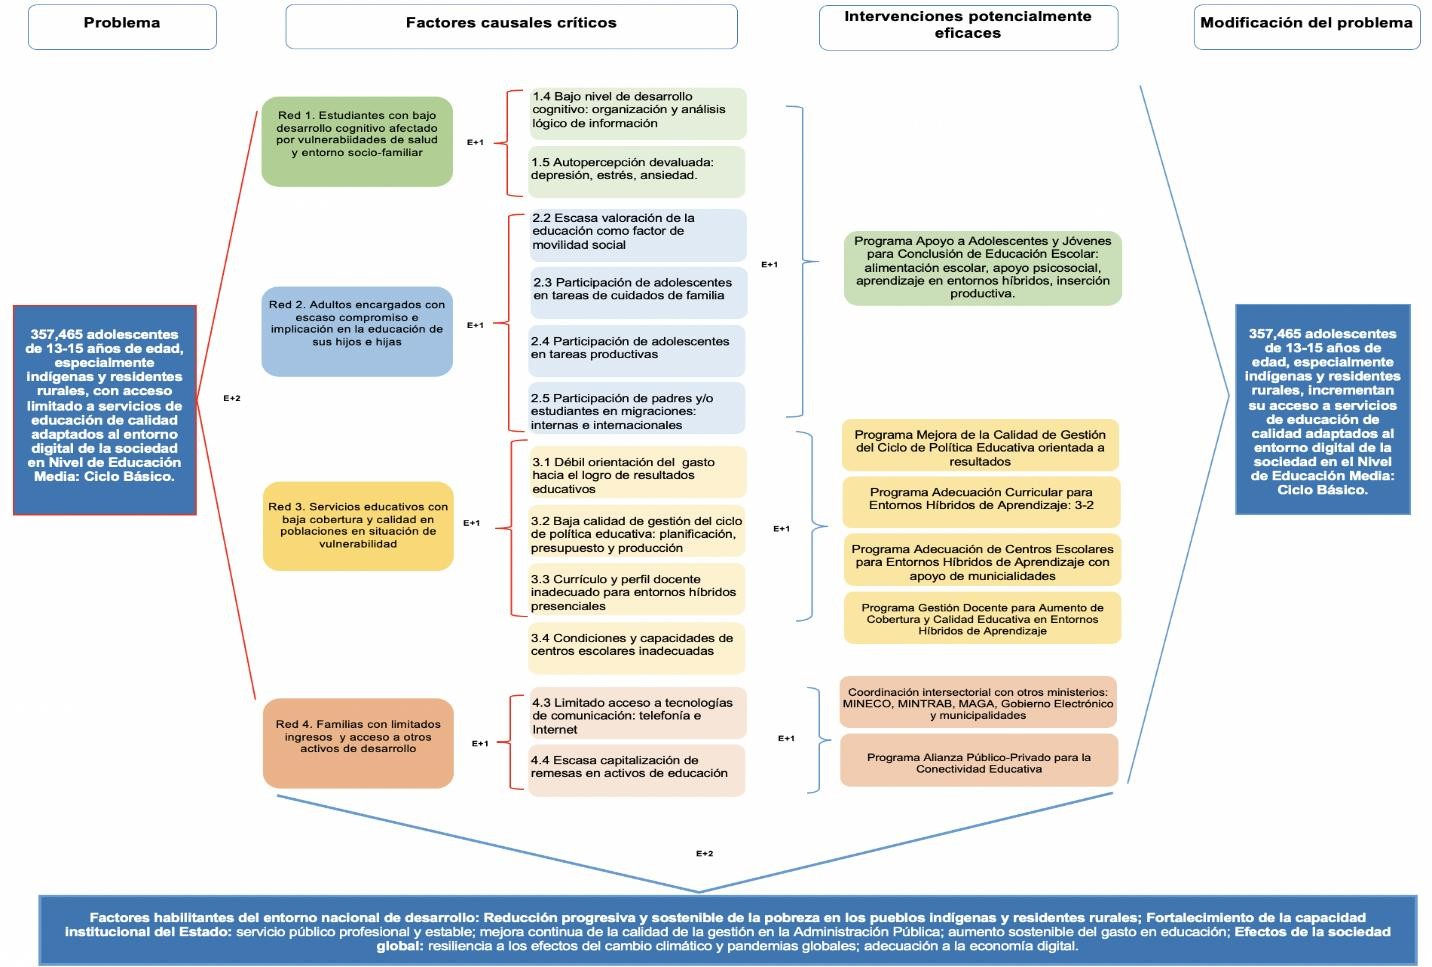 Problema
Factores causales críticos
Intervenciones potencialmente
eficaces
Modificación del problema
357,465 adolescentes
de 13-15 años de edad,
especialmente
indígenas y residentes
rurales, con acceso
limitado a servicios de
educación de calidad
adaptados al entorno
digital de la sociedad
en Nivel de Educación
Media: Ciclo Básico.
E+2
Red 1. Estudiantes con bajo
desarrollo cognitivo afectado
por vulnerabiidades de salud
y entorno socio-familiar
E+1
1.4 Bajo nivel de desarrollo
cognitivo: organización y análisis
lógico de información
1.5 Autopercepción devaluada:
depresión, estrés, ansiedad.
Red 2. Adultos encargados con
escaso compromiso e
implicación en la educación de
sus hijos e hijas
E+1
2.2 Escasa valoración de la
educación como factor de
movilidad social
2.3 Participación de adolescentes
en tareas de cuidados de familia
2.4 Participación de adolescentes
en tareas productivas
2.5 Participación de padres y/o
estudiantes en migraciones:
internas e internacionales
E+1
Programa Apoyo a Adolescentes y Jóvenes
para Conclusión de Educación Escolar:
alimentación escolar, apoyo psicosocial,
aprendizaje en entornos híbridos, inserción
productiva.
Red 3. Servicios educativos con
baja cobertura y calidad en
poblaciones en situación de
vulnerabilidad
E+1
3.1 Débil orientación del gasto
hacia el logro de resultados
educativos
3.2 Baja calidad de gestión del ciclo
de política educativa: planificación,
presupuesto y producción
3.3 Currículo y perfil docente
inadecuado para entornos híbridos
presenciales
3.4 Condiciones y capacidades de
centros escolares inadecuadas
E+1
Programa Mejora de la Calidad de Gestión
del Ciclo de Política Educativa orientada a
resultados
Programa Adecuación Curricular para
Entornos Híbridos de Aprendizaje: 3-2
Programa Adecuación de Centros Escolares
para Entornos Híbridos de Aprendizaje con
apoyo de municialidades
Programa Gestión Docente para Aumento de
Cobertura y Calidad Educativa en Entornos
Híbridos de Aprendizaje
Red 4. Familias con limitados
ingresos y acceso a otros
activos de desarrollo
E+1
4.3 Limitado acceso a tecnologías
de comunicación: telefonía e
Internet
4.4 Escasa capitalización de
remesas en activos de educación
E+1
Coordinación intersectorial con otros ministerios:
MINECO, MINTRAB, MAGA, Gobierno Electrónico
y municipalidades
Programa Alianza Público-Privado para la
Conectividad Educativa
357,465 adolescentes
de 13-15 años de
edad, especialmente
indígenas y residentes
rurales, incrementan
su acceso a servicios
de educación de
calidad adaptados al
entorno digital de la
sociedad en el Nivel
de Educación Media:
Ciclo Básico.
E+2
Factores habilitantes del entorno nacional de desarrollo: Reducción progresiva y sostenible de la pobreza en los pueblos indígenas y residentes rurales; Fortalecimiento de la capacidad
institucional del Estado: servicio público profesional y estable; mejora continua de la calidad de la gestión en la Administración Pública; aumento sostenible del gasto en educación; Efectos de la sociedad
global: resiliencia a los efectos del cambio climático y pandemias globales; adecuación a la economía digital.